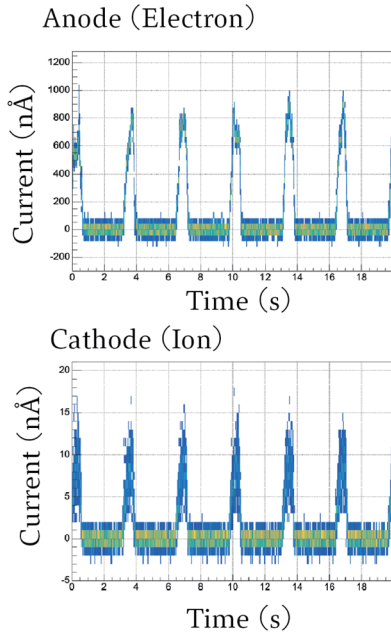 Anode (Electron)
Current (nÅ)
1200
1000
800
600
400
200
0
-200
0 2 4 6 8 10 12 14 16 18
Time (s)
Cathode (Ion)
Current (nÅ)
20
15
10
5
0
-5
0 2 4 6 8 10 12 14 16 18
Time (s)